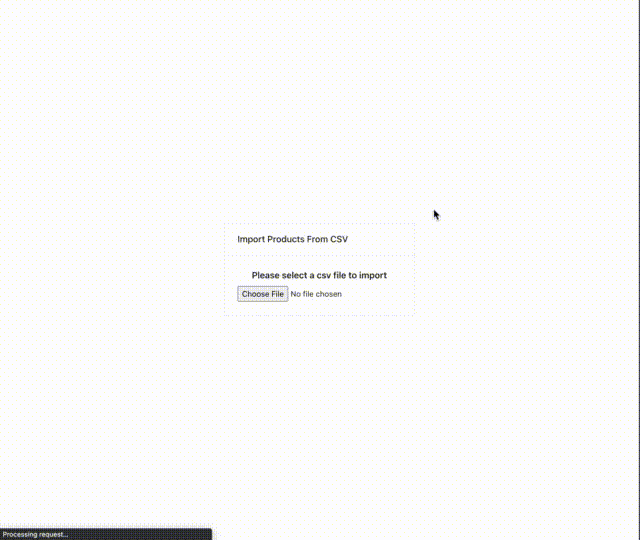 Import Products From CSV
Please select a csv file to import
Choose File No file chosen
Processing request...